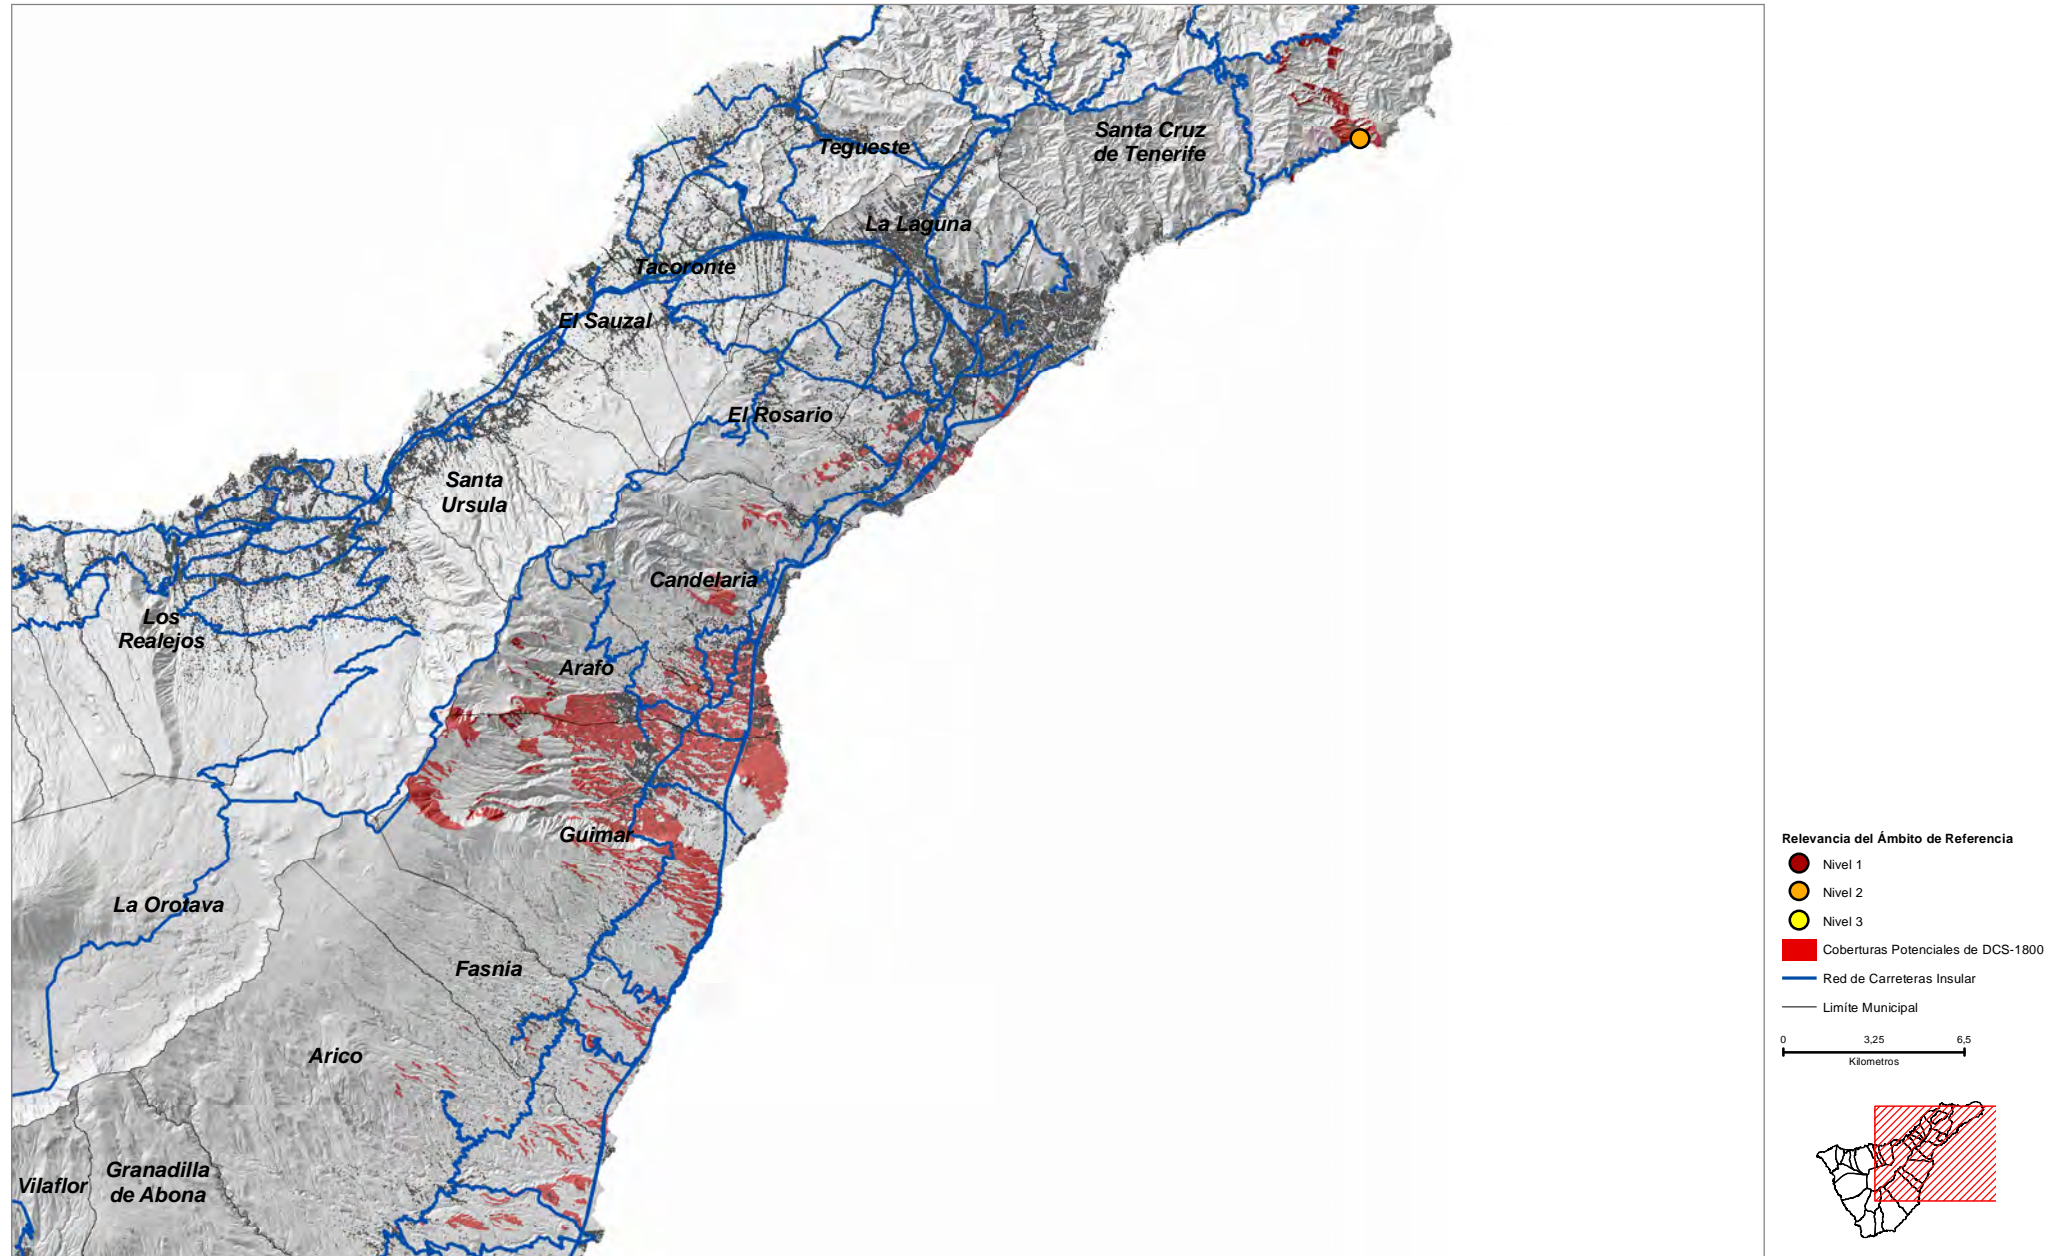 Santa Cruz
de Tenerife
Tegueste
La Laguna
Tacoronte
El Sauzal
El Rosario
Santa
Ursula
Candelaria
Los
Realejos
Arafo
Guimar
La Orotava
Fasnia
Arico
Granadilla
de Abona
Vilaflor
Relevancia del Ámbito de Referencia
Nivel 1
Nivel 2
Nivel 3
Coberturas Potenciales de DCS-1800
Red de Carreteras Insular
Limíte Municipal
0 3,25 6,5
Kilometros